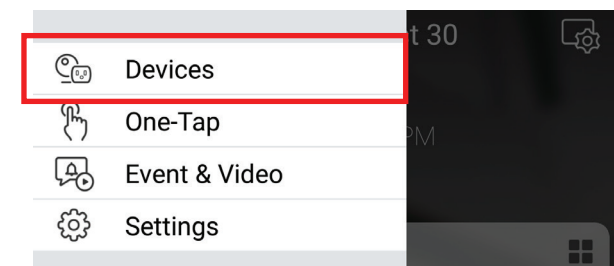 t 30
Devices
One-Tap
PM
Event & Video
Settings